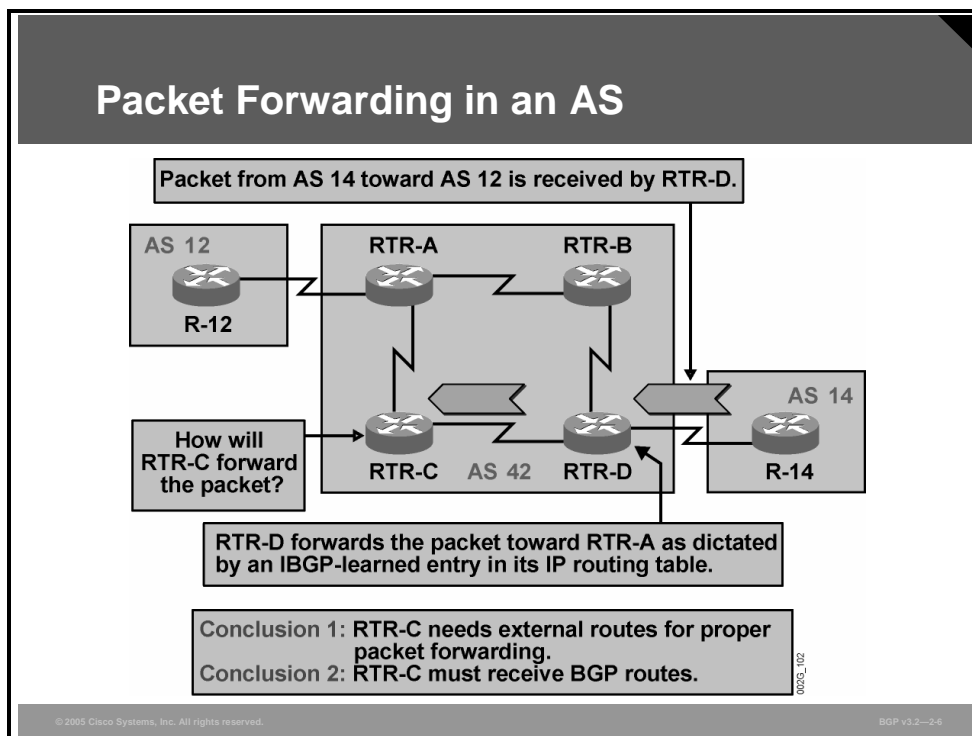 Packet Forwarding in an AS
Packet from AS 14 toward AS 12 is received by RTR-D.
AS 12
R-12
RTR-A
RTR-B
AS 14
R-14
How will
RTR-C forward
the packet?
RTR-C
AS 42
RTR-D
RTR-D forwards the packet toward RTR-A as dictated
by an IBGP-learned entry in its IP routing table.
Conclusion 1: RTR-C needs external routes for proper
packet forwarding.
Conclusion 2: RTR-C must receive BGP routes.
002G_102
© 2005 Cisco Systems, Inc. All rights reserved.
BGP v3.2—2-6